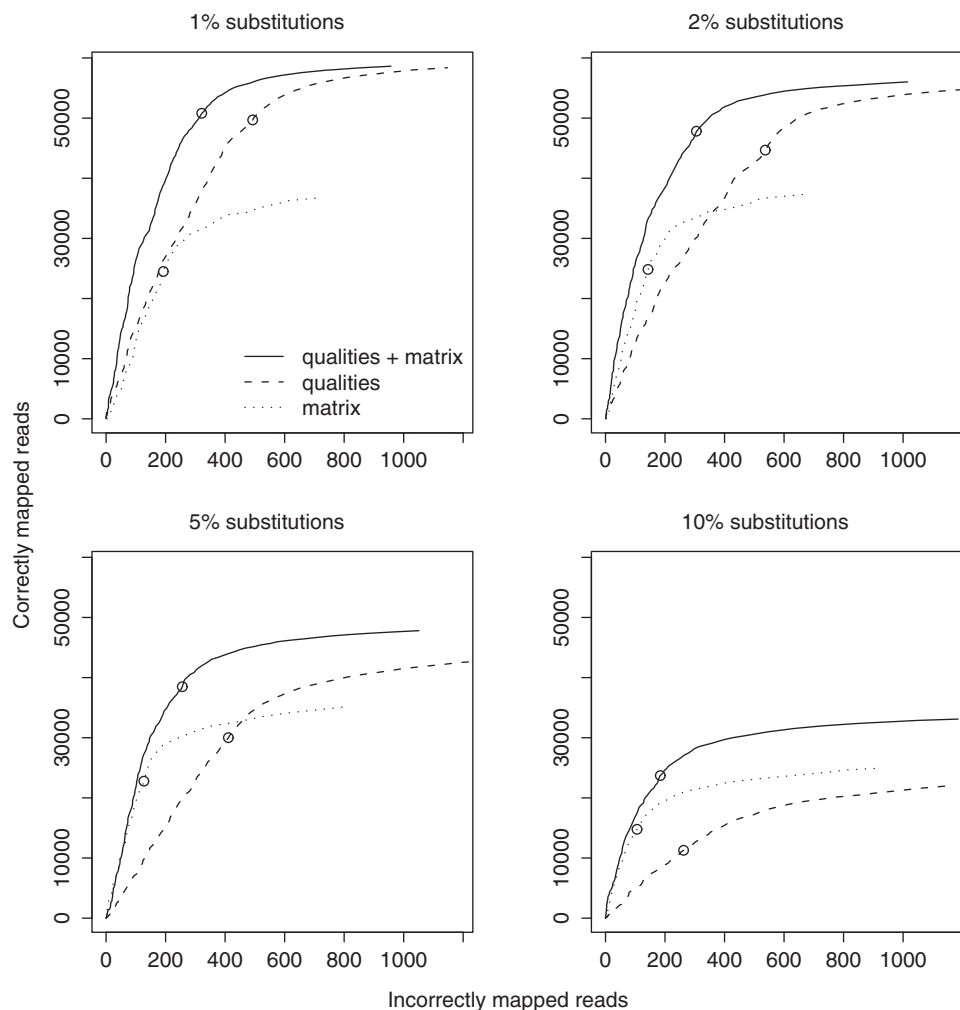 1% substitutions
2% substitutions
50000
30000
10000
0
qualities + matrix
qualities
matrix
0 200 400 600 800 1000
50000
30000
10000
0
0 200 400 600 800 1000
Correctly mapped reads
5% substitutions
10% substitutions
50000
30000
10000
0
0 200 400 600 800 1000
50000
30000
10000
0
0 200 400 600 800 1000
Incorrectly mapped reads